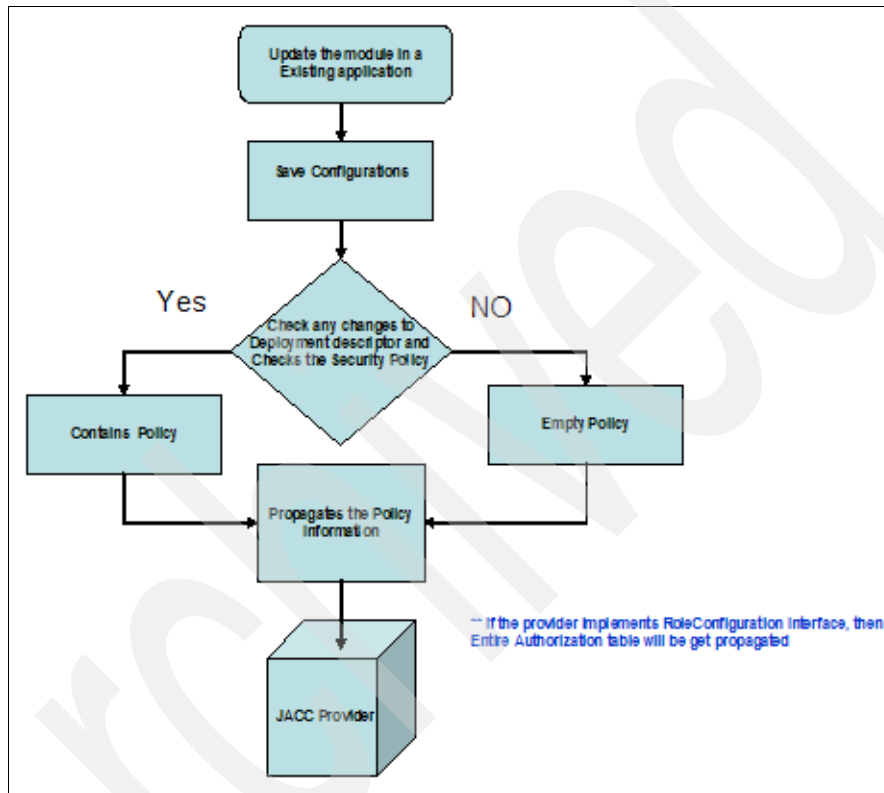 Update the module in a
Existing application
Save Configurations
Yes
NO
Check any changes to
Deployment descriptor and
Checks the Security Policy
Contains Policy
Empty Policy
Propagates the Policy
Information
** If the provider implements RoleConfiguration Interface, then
Entire Authorization table will be get propagated
JACC Provider
rchived